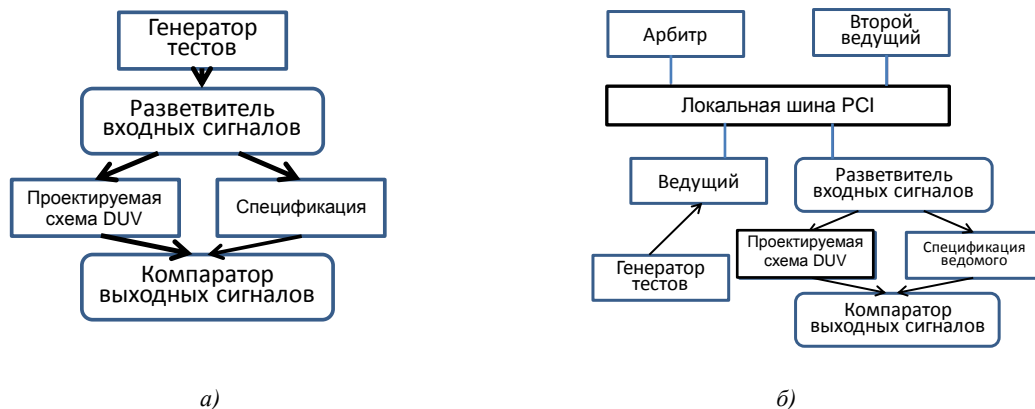 Генератор
тестов
Разветвитель
входных сигналов
Проектируемая
схема DUV
Спецификация
Компаратор
выходных сигналов
а)
Арбитр
Второй
ведущий
Локальная шина PCI
Ведущий
Разветвитель
входных сигналов
Генератор
тестов
Проектируемая
схема DUV
Спецификация
ведомого
Компаратор
выходных сигналов
б)